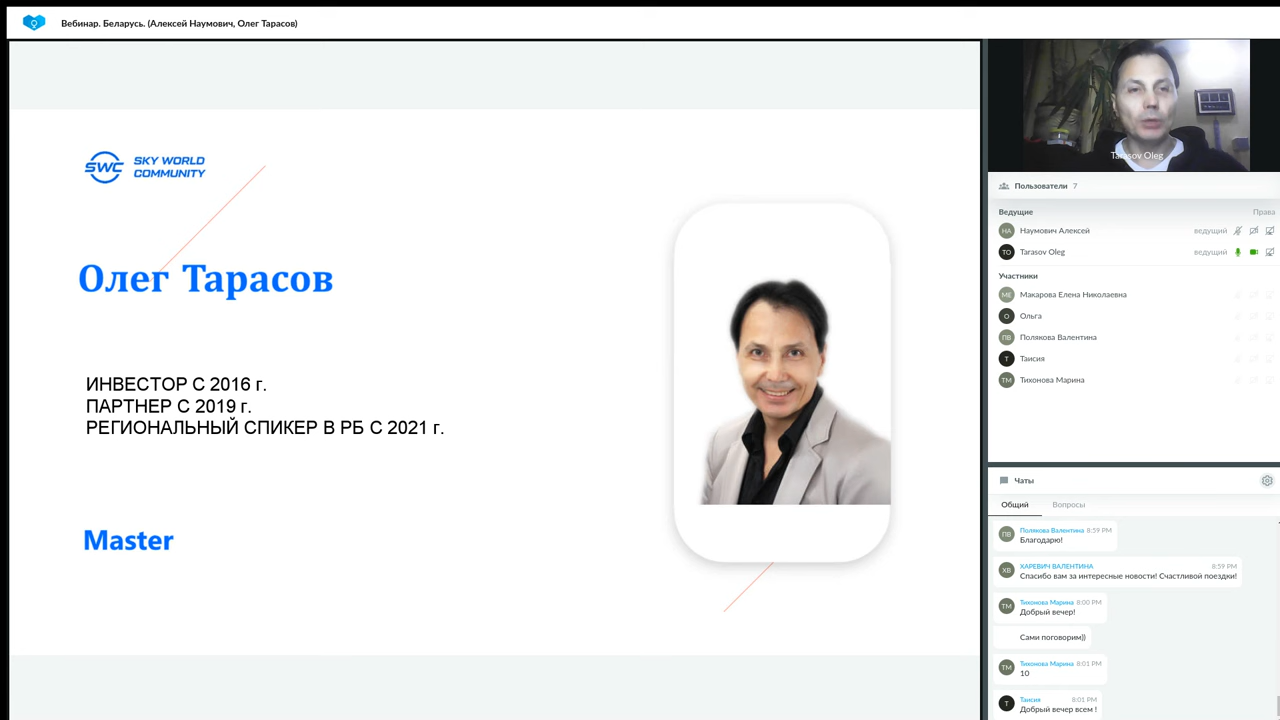 Вебинар. Беларусь. (Алексей Наумович, Олег Тарасов)
SWC SKY WORLD
COMMUNITY
Олег Тарасов
ИНВЕСТОР С 2016 г.
ПАРТНЕР С 2019 г.
РЕГИОНАЛЬНЫЙ СПИКЕР В РБ С 2021 г.
Master
Tarasov Oleg
Пользователи 7
Ведущие Права
НА Наумович Алексей ведущий
TO Tarasov Oleg ведущий
Участники
МЕ Макарова Елена Николаевна
О Ольга
ПВ Полякова Валентина
Т Таисия
ТМ Тихонова Марина
Чаты
Общий Вопросы
ПВ Полякова Валентина 8:59 PM
Благодарю!
ХВ ХАРЕВИЧ ВАЛЕНТИНА 8:59 PM
Спасибо вам за интересные новости! Счастливой поездки!
ТМ Тихонова Марина 8:00 PM
Добрый вечер!
Сами поговорим))
ТМ Тихонова Марина 8:01 PM
10
Т Таисия 8:01 PM
Добрый вечер всем !